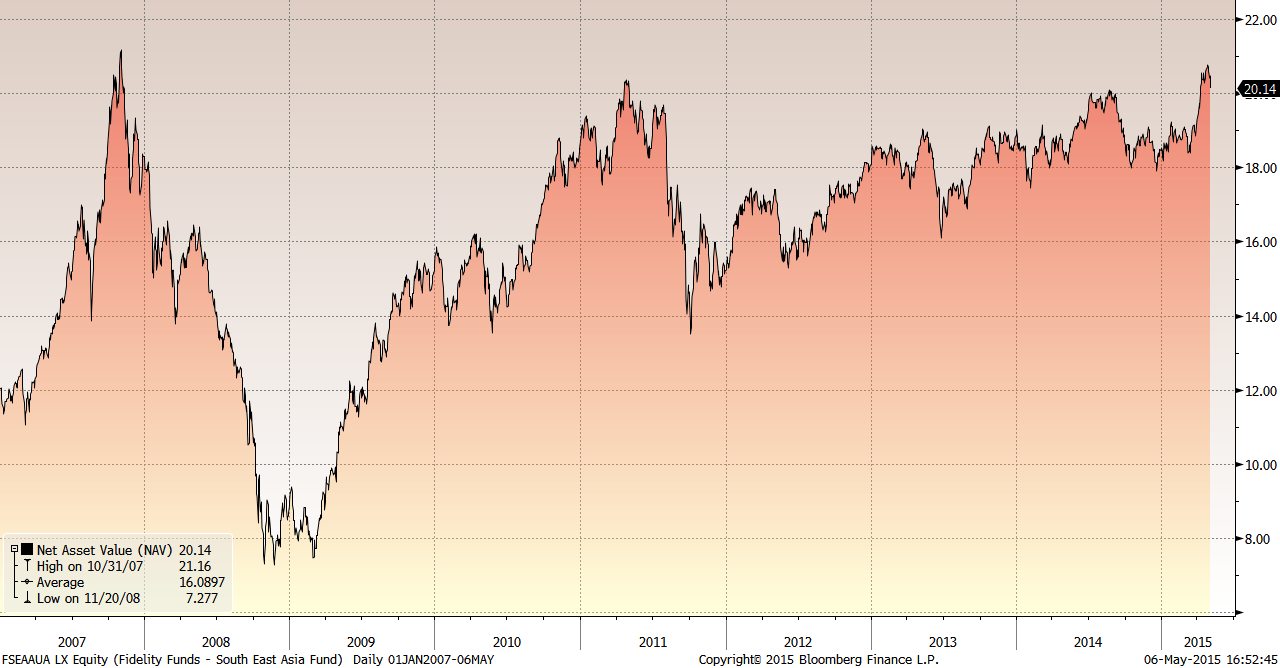 22.00
20.14
18.00
16.00
14.00
12.00
10.00
8.00
Net Asset Value (NAV) 20.14
High on 10/31/07 21.16
Average 16.0897
Low on 11/20/08 7.277
2007 2008 2009 2010 2011 2012 2013 2014 2015
FSEAAUA LX Equity (Fidelity Funds - South East Asia Fund) Daily 01JAN2007-06MAY Copyright© 2015 Bloomberg Finance L.P. 06-May-2015 16:52:45